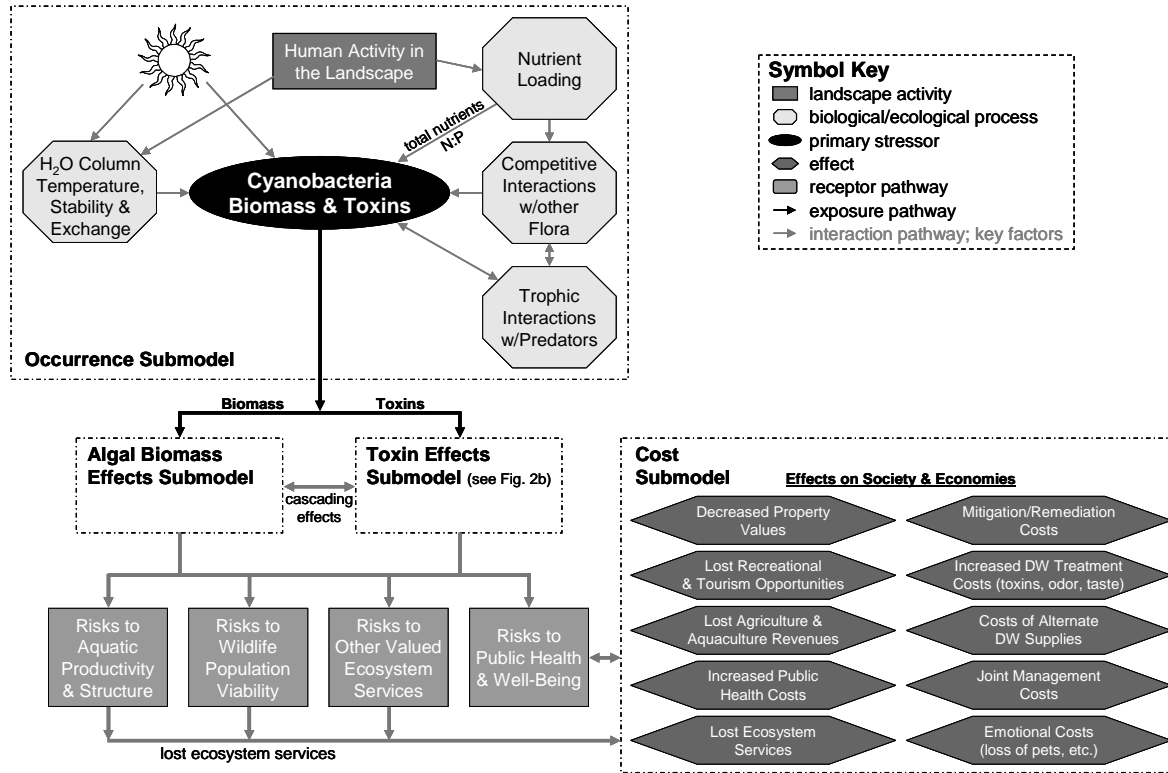 Human Activity in
the Landscape
Nutrient
Loading
total nutrients
N:P
H₂O Column
Temperature,
Stability &
Exchange
Cyanobacteria
Biomass & Toxins
Competitive
Interactions
w/other
Flora
Trophic
Interactions
w/Predators
Occurrence Submodel
Symbol Key
landscape activity
biological/ecological process
primary stressor
effect
receptor pathway
exposure pathway
interaction pathway; key factors
Biomass
Toxins
Algal Biomass
Effects Submodel
cascading
effects
Toxin Effects
Submodel (see Fig. 2b)
Risks to
Aquatic
Productivity
& Structure
Risks to
Wildlife
Population
Viability
Risks to
Other Valued
Ecosystem
Services
Risks to
Public Health
& Well-Being
lost ecosystem services
Cost
Submodel
Effects on Society & Economies
Decreased Property
Values
Mitigation/Remediation
Costs
Lost Recreational
& Tourism Opportunities
Increased DW Treatment
Costs (toxins, odor, taste)
Lost Agriculture &
Aquaculture Revenues
Costs of Alternate
DW Supplies
Increased Public
Health Costs
Joint Management
Costs
Lost Ecosystem
Services
Emotional Costs
(loss of pets, etc.)